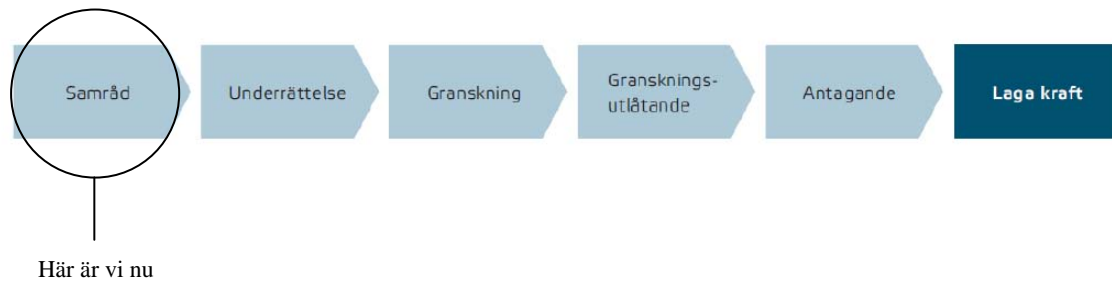 Samråd
Underrättelse
Granskning
Gransknings-
utlåtande
Antagande
Laga kraft
Här är vi nu